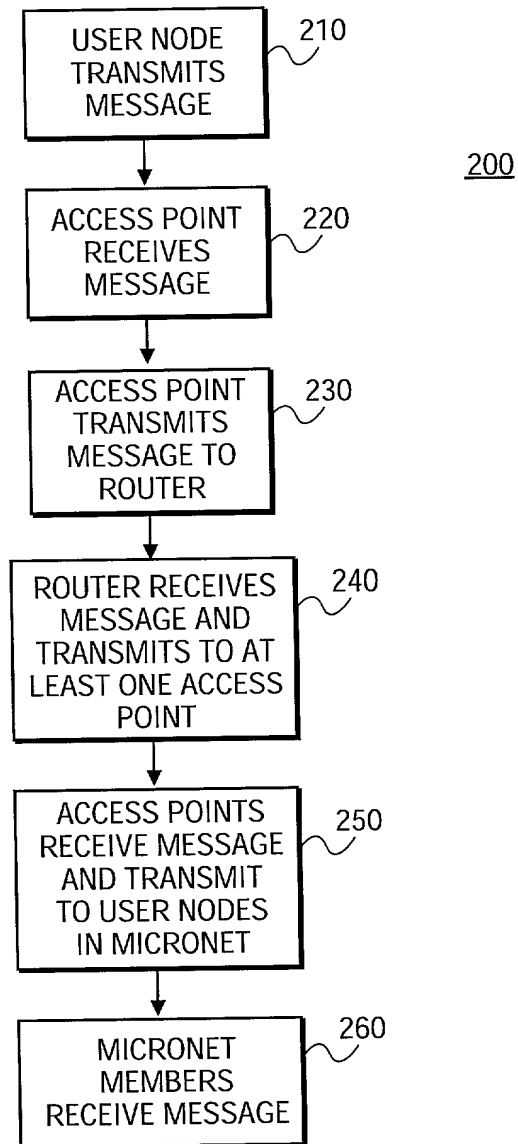 USER NODE
TRANSMITS
MESSAGE
210
200
ACCESS POINT
RECEIVES
MESSAGE
220
ACCESS POINT
TRANSMITS
MESSAGE TO
ROUTER
230
ROUTER RECEIVES
MESSAGE AND
TRANSMITS TO AT
LEAST ONE ACCESS
POINT
240
ACCESS POINTS
RECEIVE MESSAGE
AND TRANSMIT
TO USER NODES
IN MICRONET
250
MICRONET
MEMBERS
RECEIVE MESSAGE
260